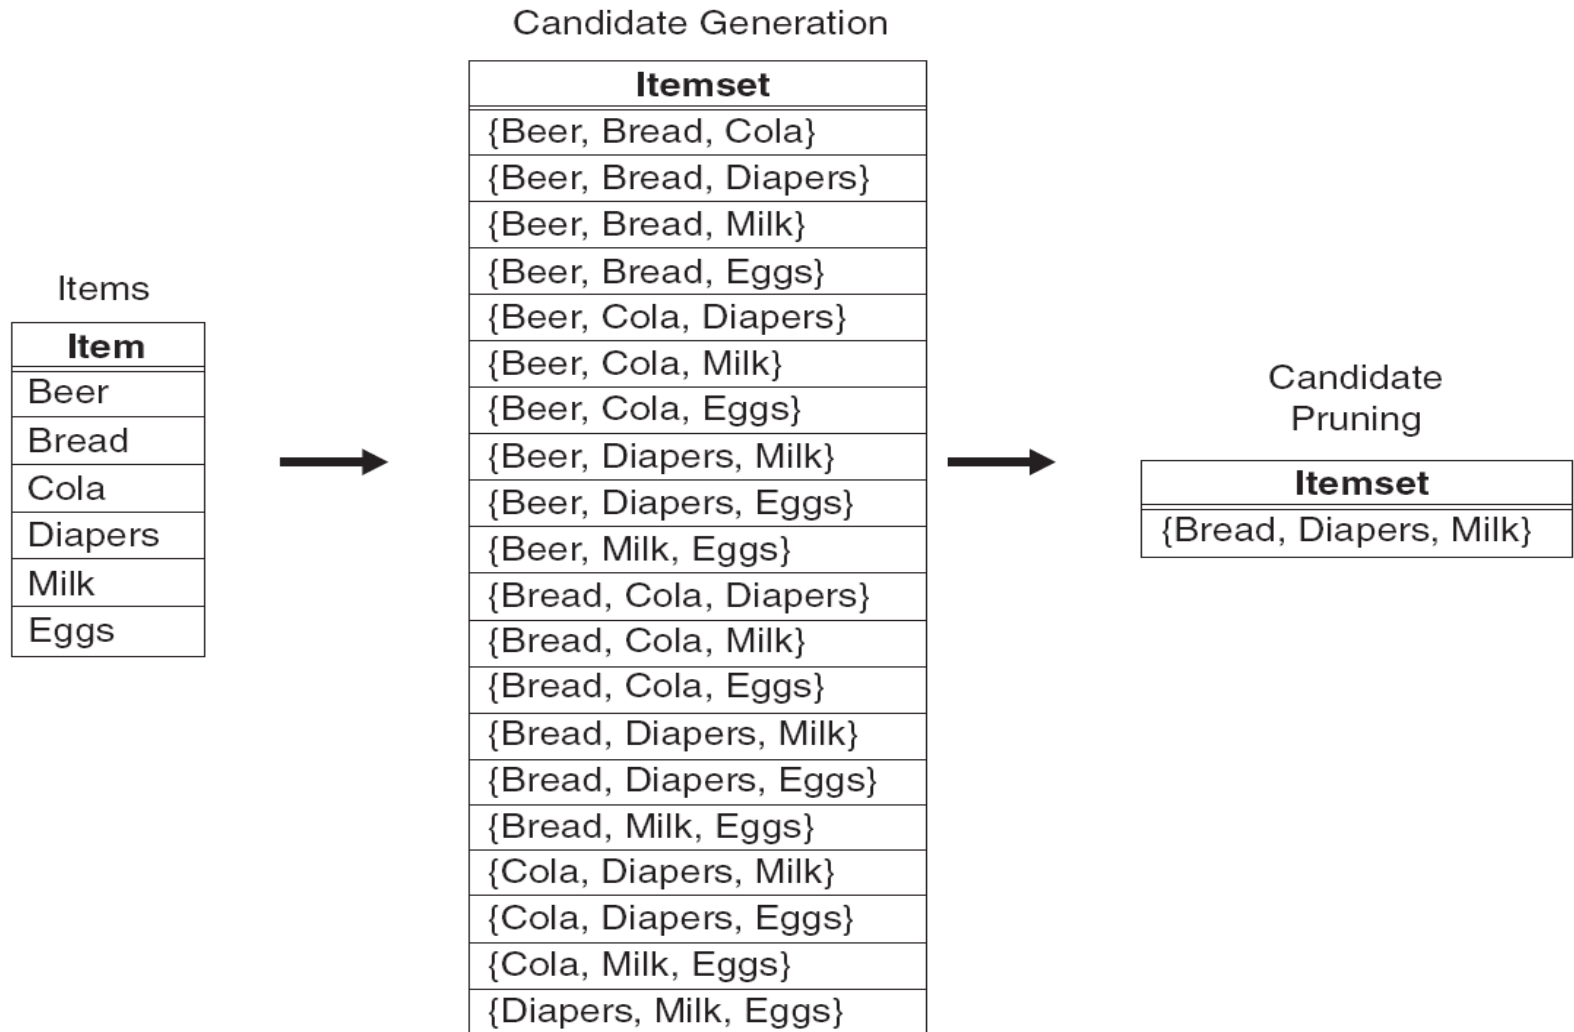 Items
Item
Beer
Bread
Cola
Diapers
Milk
Eggs
Candidate Generation
Itemset
{Beer, Bread, Cola}
{Beer, Bread, Diapers}
{Beer, Bread, Milk}
{Beer, Bread, Eggs}
{Beer, Cola, Diapers}
{Beer, Cola, Milk}
{Beer, Cola, Eggs}
{Beer, Diapers, Milk}
{Beer, Diapers, Eggs}
{Beer, Milk, Eggs}
{Bread, Cola, Diapers}
{Bread, Cola, Milk}
{Bread, Cola, Eggs}
{Bread, Diapers, Milk}
{Bread, Diapers, Eggs}
{Bread, Milk, Eggs}
{Cola, Diapers, Milk}
{Cola, Diapers, Eggs}
{Cola, Milk, Eggs}
{Diapers, Milk, Eggs}
Candidate
Pruning
Itemset
{Bread, Diapers, Milk}